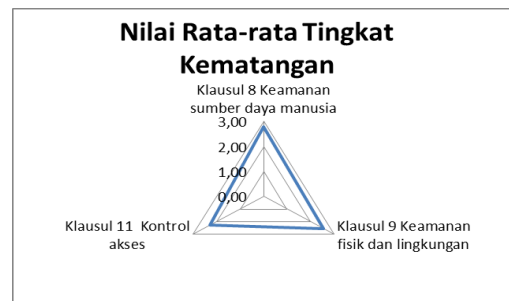 Nilai Rata-rata Tingkat
Kematangan
Klausul 8 Keamanan
sumber daya manusia
3,00
2,00
1,00
0,00
Klausul 11 Kontrol
akses
Klausul 9 Keamanan
fisik dan lingkungan